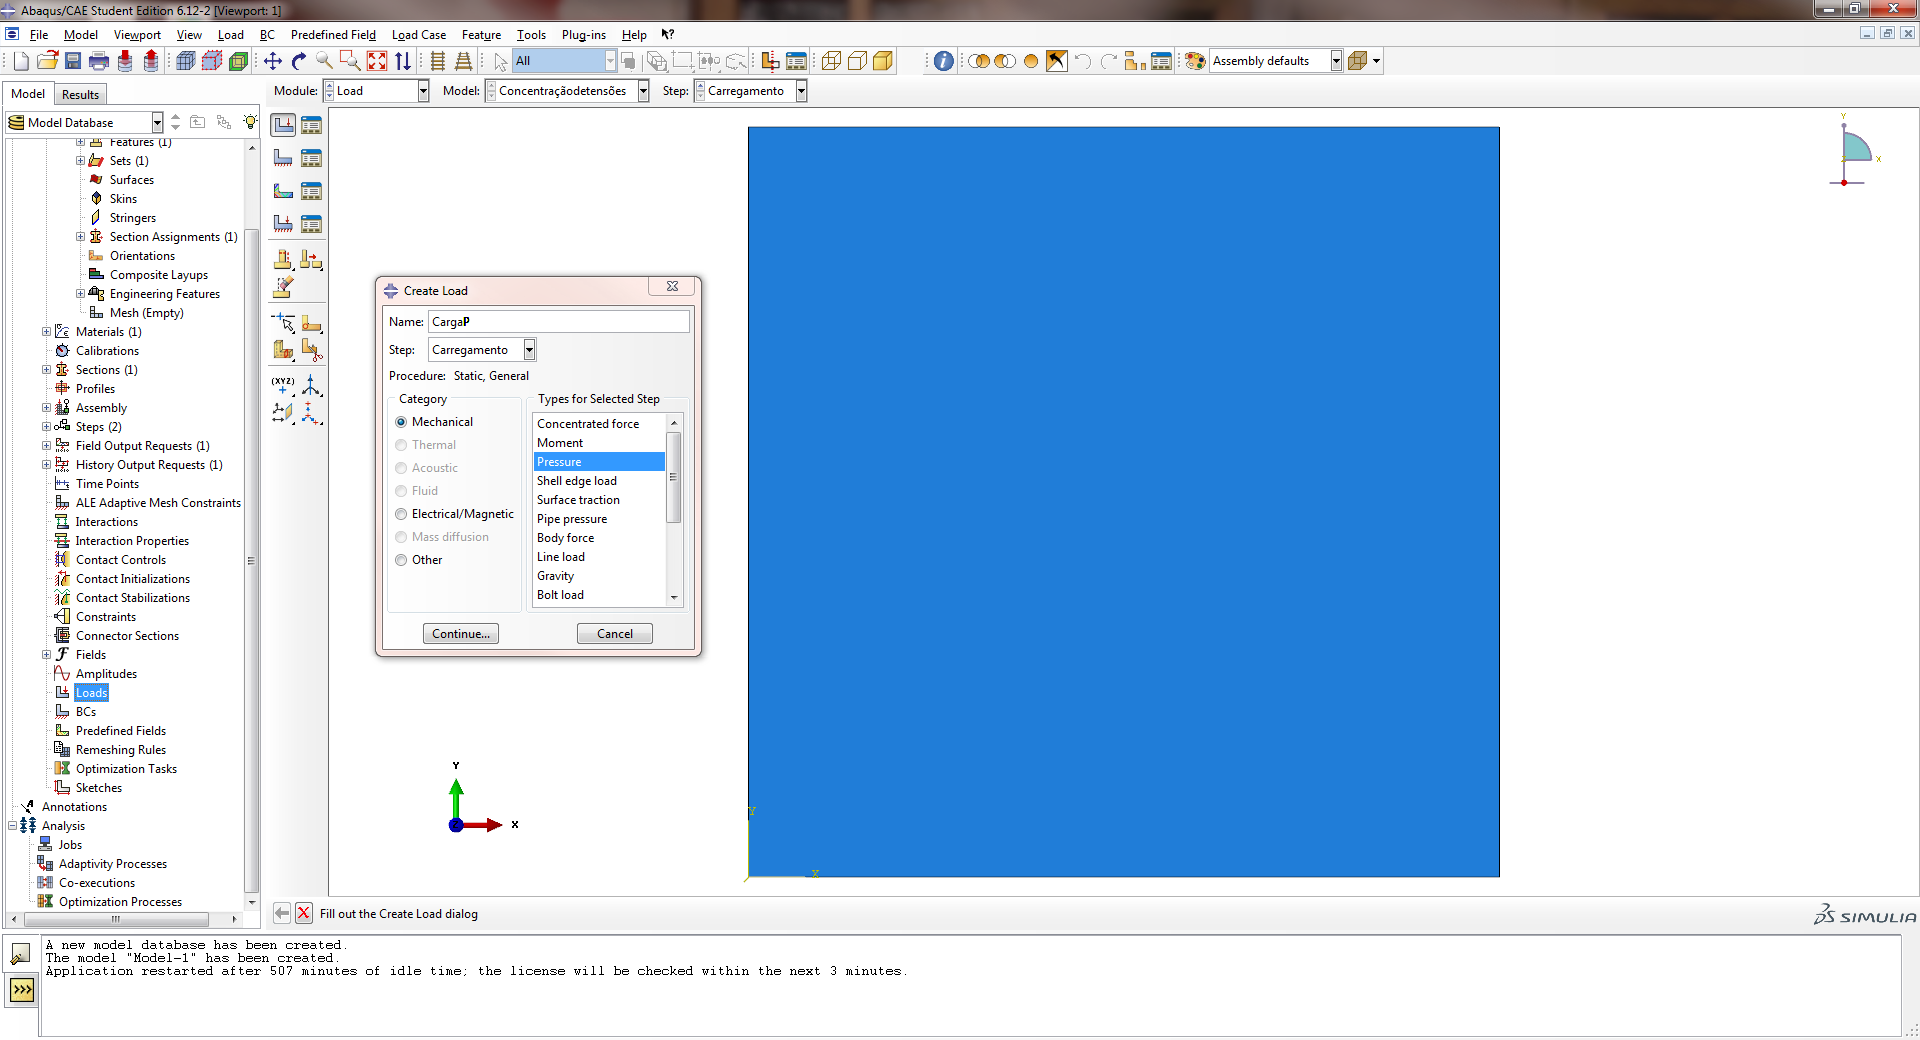 Abaqus/CAE Student Edition 6.12-2 [Viewport: 1]
File Model Viewport View Load BC Predefined Field Load Case Feature Tools Plug-ins Help
All
Assembly defaults
Model Results
Module: Load Model: Concentraçãodetensões Step: Carregamento
Model Database
Features (1)
Sets (1)
Surfaces
Skins
Stringers
Section Assignments (1)
Orientations
Composite Layups
Engineering Features
Mesh (Empty)
Materials (1)
Calibrations
Sections (1)
Profiles
Assembly
Steps (2)
Field Output Requests (1)
History Output Requests (1)
Time Points
ALE Adaptive Mesh Constraints
Interactions
Interaction Properties
Contact Controls
Contact Initializations
Contact Stabilizations
Constraints
Connector Sections
Fields
Amplitudes
Loads
BCs
Predefined Fields
Remeshing Rules
Optimization Tasks
Sketches
Annotations
Analysis
Jobs
Adaptivity Processes
Co-executions
Optimization Processes
(XYZ)
Create Load
Name: CargaP
Step: Carregamento
Procedure: Static, General
Category
Mechanical
Thermal
Acoustic
Fluid
Electrical/Magnetic
Mass diffusion
Other
Types for Selected Step
Concentrated force
Moment
Pressure
Shell edge load
Surface traction
Pipe pressure
Body force
Line load
Gravity
Bolt load
Continue... Cancel
Y
X
Y
X
Y
X
Fill out the Create Load dialog
SIMULIA
A new model database has been created.
The model "Model-1" has been created.
Application restarted after 507 minutes of idle time; the license will be checked within the next 3 minutes.
>>>